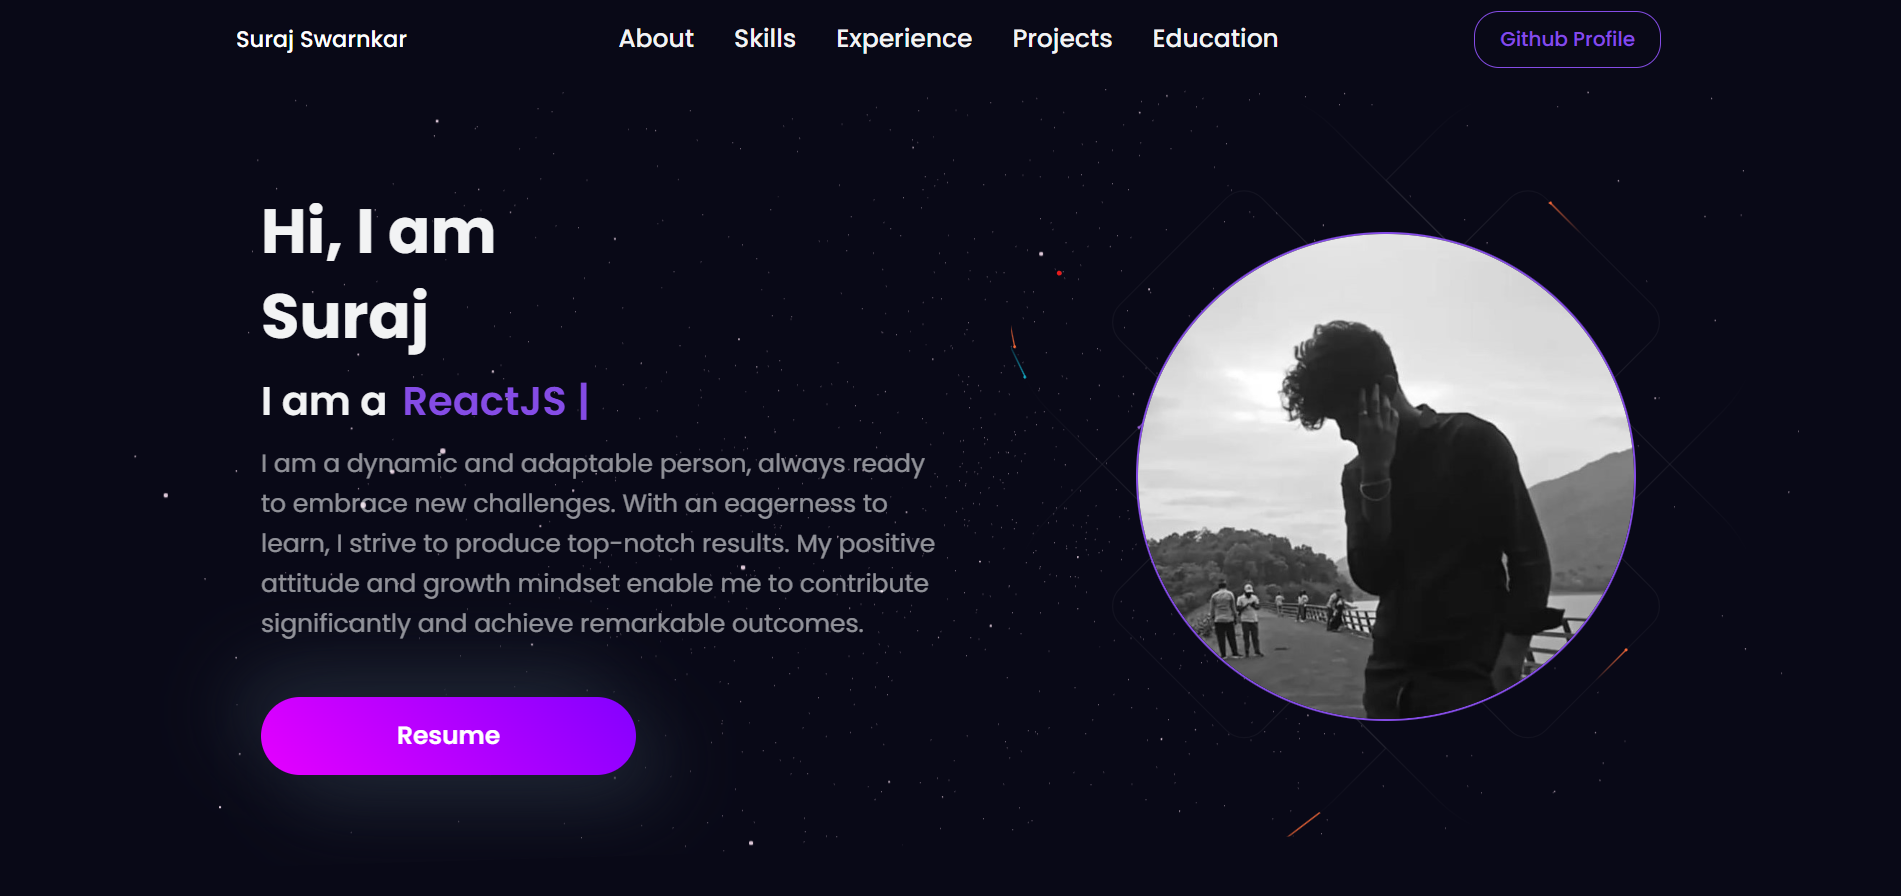 Suraj Swarnkar
About Skills Experience Projects Education
Github Profile
Hi, I am
Suraj
I am a ReactJS |
I am a dynamic and adaptable person, always ready
to embrace new challenges. With an eagerness to
learn, I strive to produce top-notch results. My positive
attitude and growth mindset enable me to contribute
significantly and achieve remarkable outcomes.
Resume